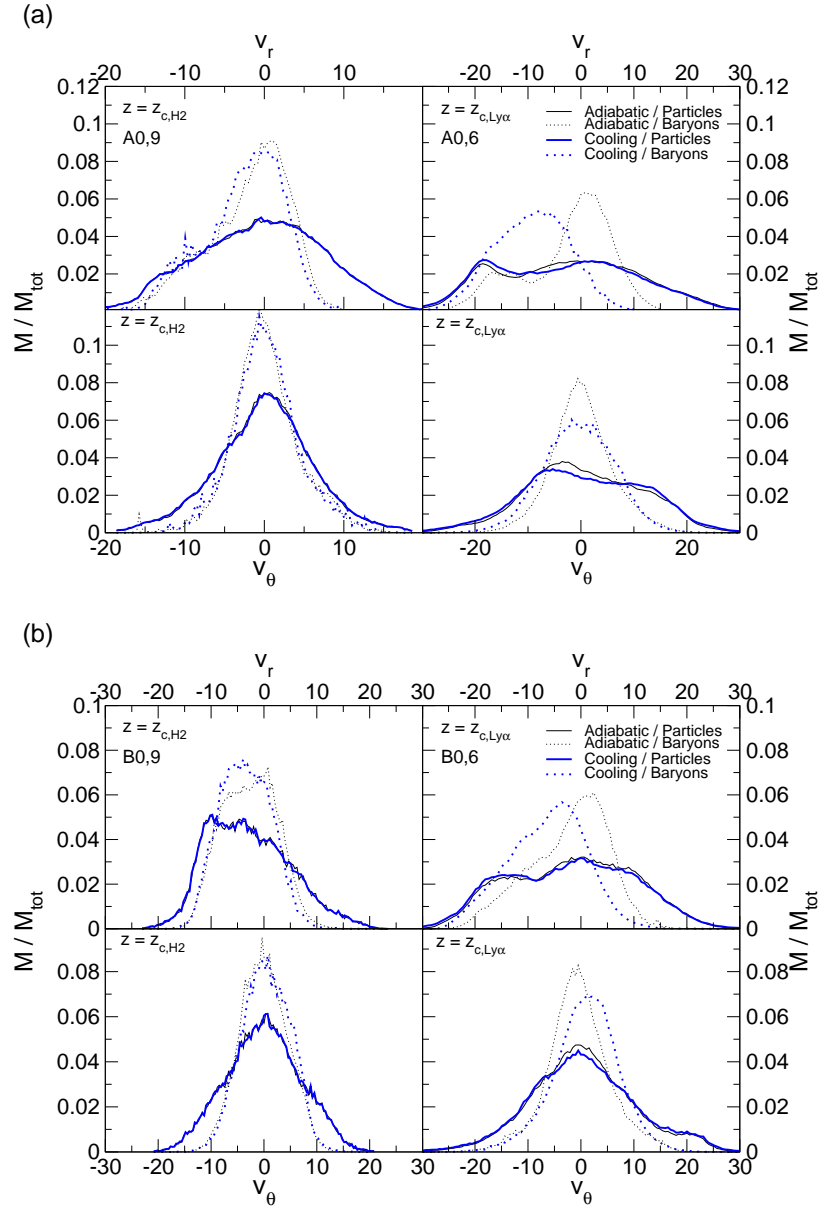 (a)
v_r
-20 -10 0 10 -20 -10 0 10 20 30
0.12 z = z_c,H2 z = z_c,Lyα Adiabatic / Particles 0.12
A0,9 A0,6 Adiabatic / Baryons
Cooling / Particles
Cooling / Baryons
0.1 0.1
0.08 0.08
0.06 0.06
0.04 0.04
0.02 0.02
M / M_tot M / M_tot
z = z_c,H2 z = z_c,Lyα
0.1 0.1
0.08 0.08
0.06 0.06
0.04 0.04
0.02 0.02
0 0
-20 -10 0 10 -20 0 20
v_θ v_θ
(b)
v_r v_r
-30 -20 -10 0 10 20 30 -20 -10 0 10 20 30
0.1 z = z_c,H2 z = z_c,Lyα Adiabatic / Particles 0.1
B0,9 B0,6 Adiabatic / Baryons
Cooling / Particles
Cooling / Baryons
0.08 0.08
0.06 0.06
0.04 0.04
0.02 0.02
0 0
M / M_tot M / M_tot
z = z_c,H2 z = z_c,Lyα
0.08 0.08
0.06 0.06
0.04 0.04
0.02 0.02
0 0
-30 -20 -10 0 10 20 30 -20 -10 0 10 20 30
v_θ v_θ